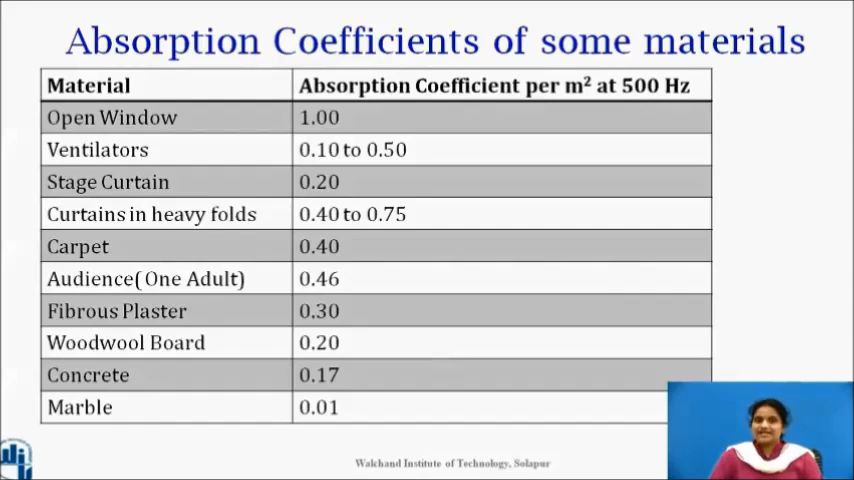 Absorption Coefficients of some materials
Material Absorption Coefficient per m² at 500 Hz
Open Window 1.00
Ventilators 0.10 to 0.50
Stage Curtain 0.20
Curtains in heavy folds 0.40 to 0.75
Carpet 0.40
Audience( One Adult) 0.46
Fibrous Plaster 0.30
Woodwool Board 0.20
Concrete 0.17
Marble 0.01
Walchand Institute of Technology, Solapur